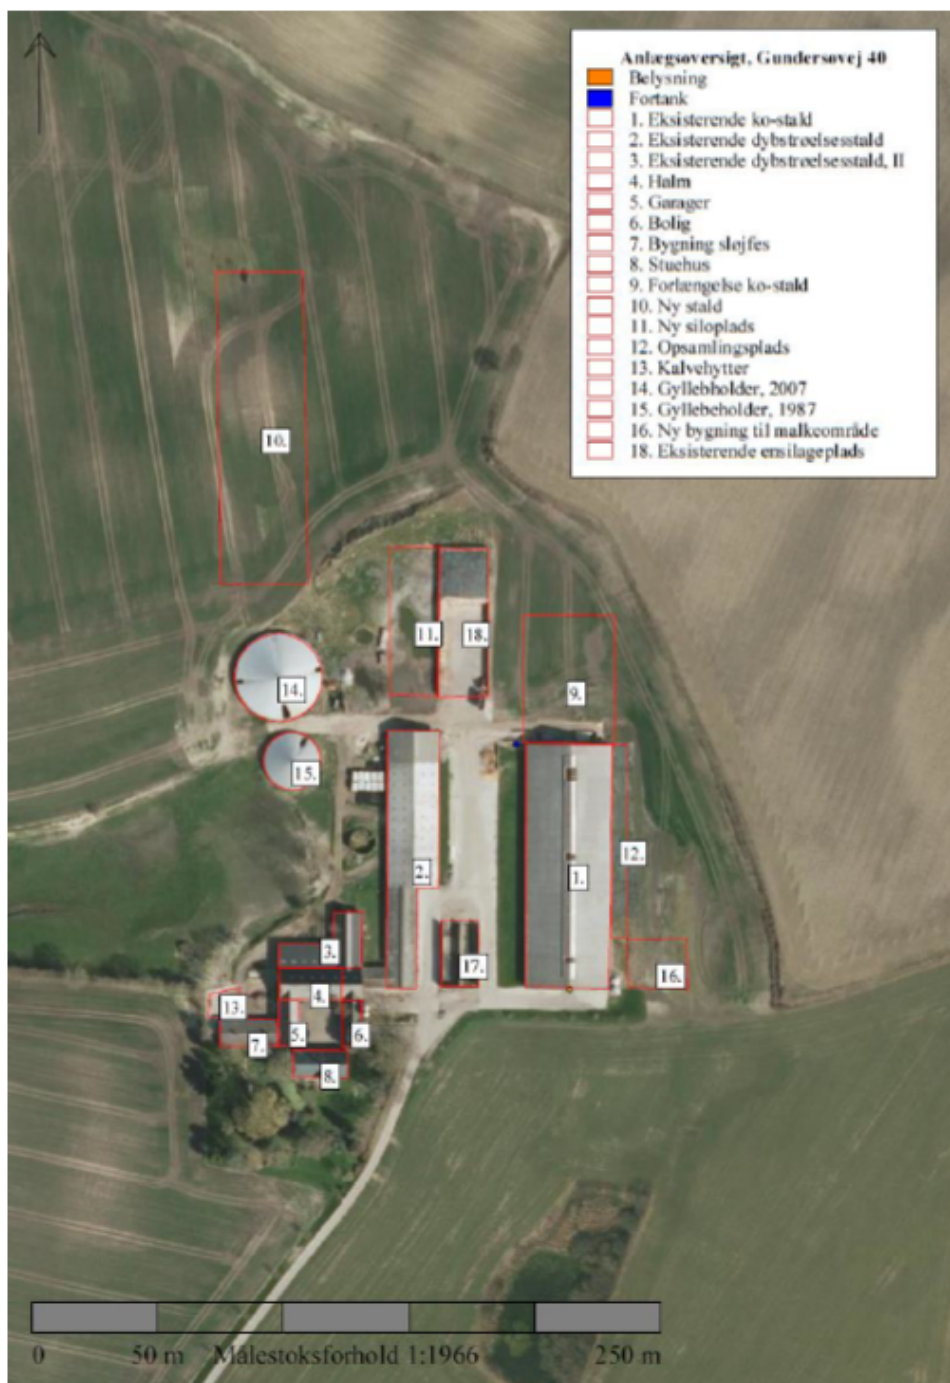 Anlægsoversigt, Gundersøvej 40
Belysning
Fortank
1. Eksisterende ko-stald
2. Eksisterende dybstrøelsesstald
3. Eksisterende dybstrøelsesstald, II
4. Halm
5. Garager
6. Bolig
7. Bygning sløjfes
8. Stuehus
9. Forlængelse ko-stald
10. Ny stald
11. Ny siloplads
12. Opsamlingsplads
13. Kalvehytter
14. Gyllebholder, 2007
15. Gyllebeholder, 1987
16. Ny bygning til malkeområde
18. Eksisterende ensilageplads
10.
11.
18.
9.
14.
15.
2.
12.
1.
3.
17.
16.
4.
13.
5.
6.
7.
8.
0 50 m Målestoksforhold 1:1966 250 m